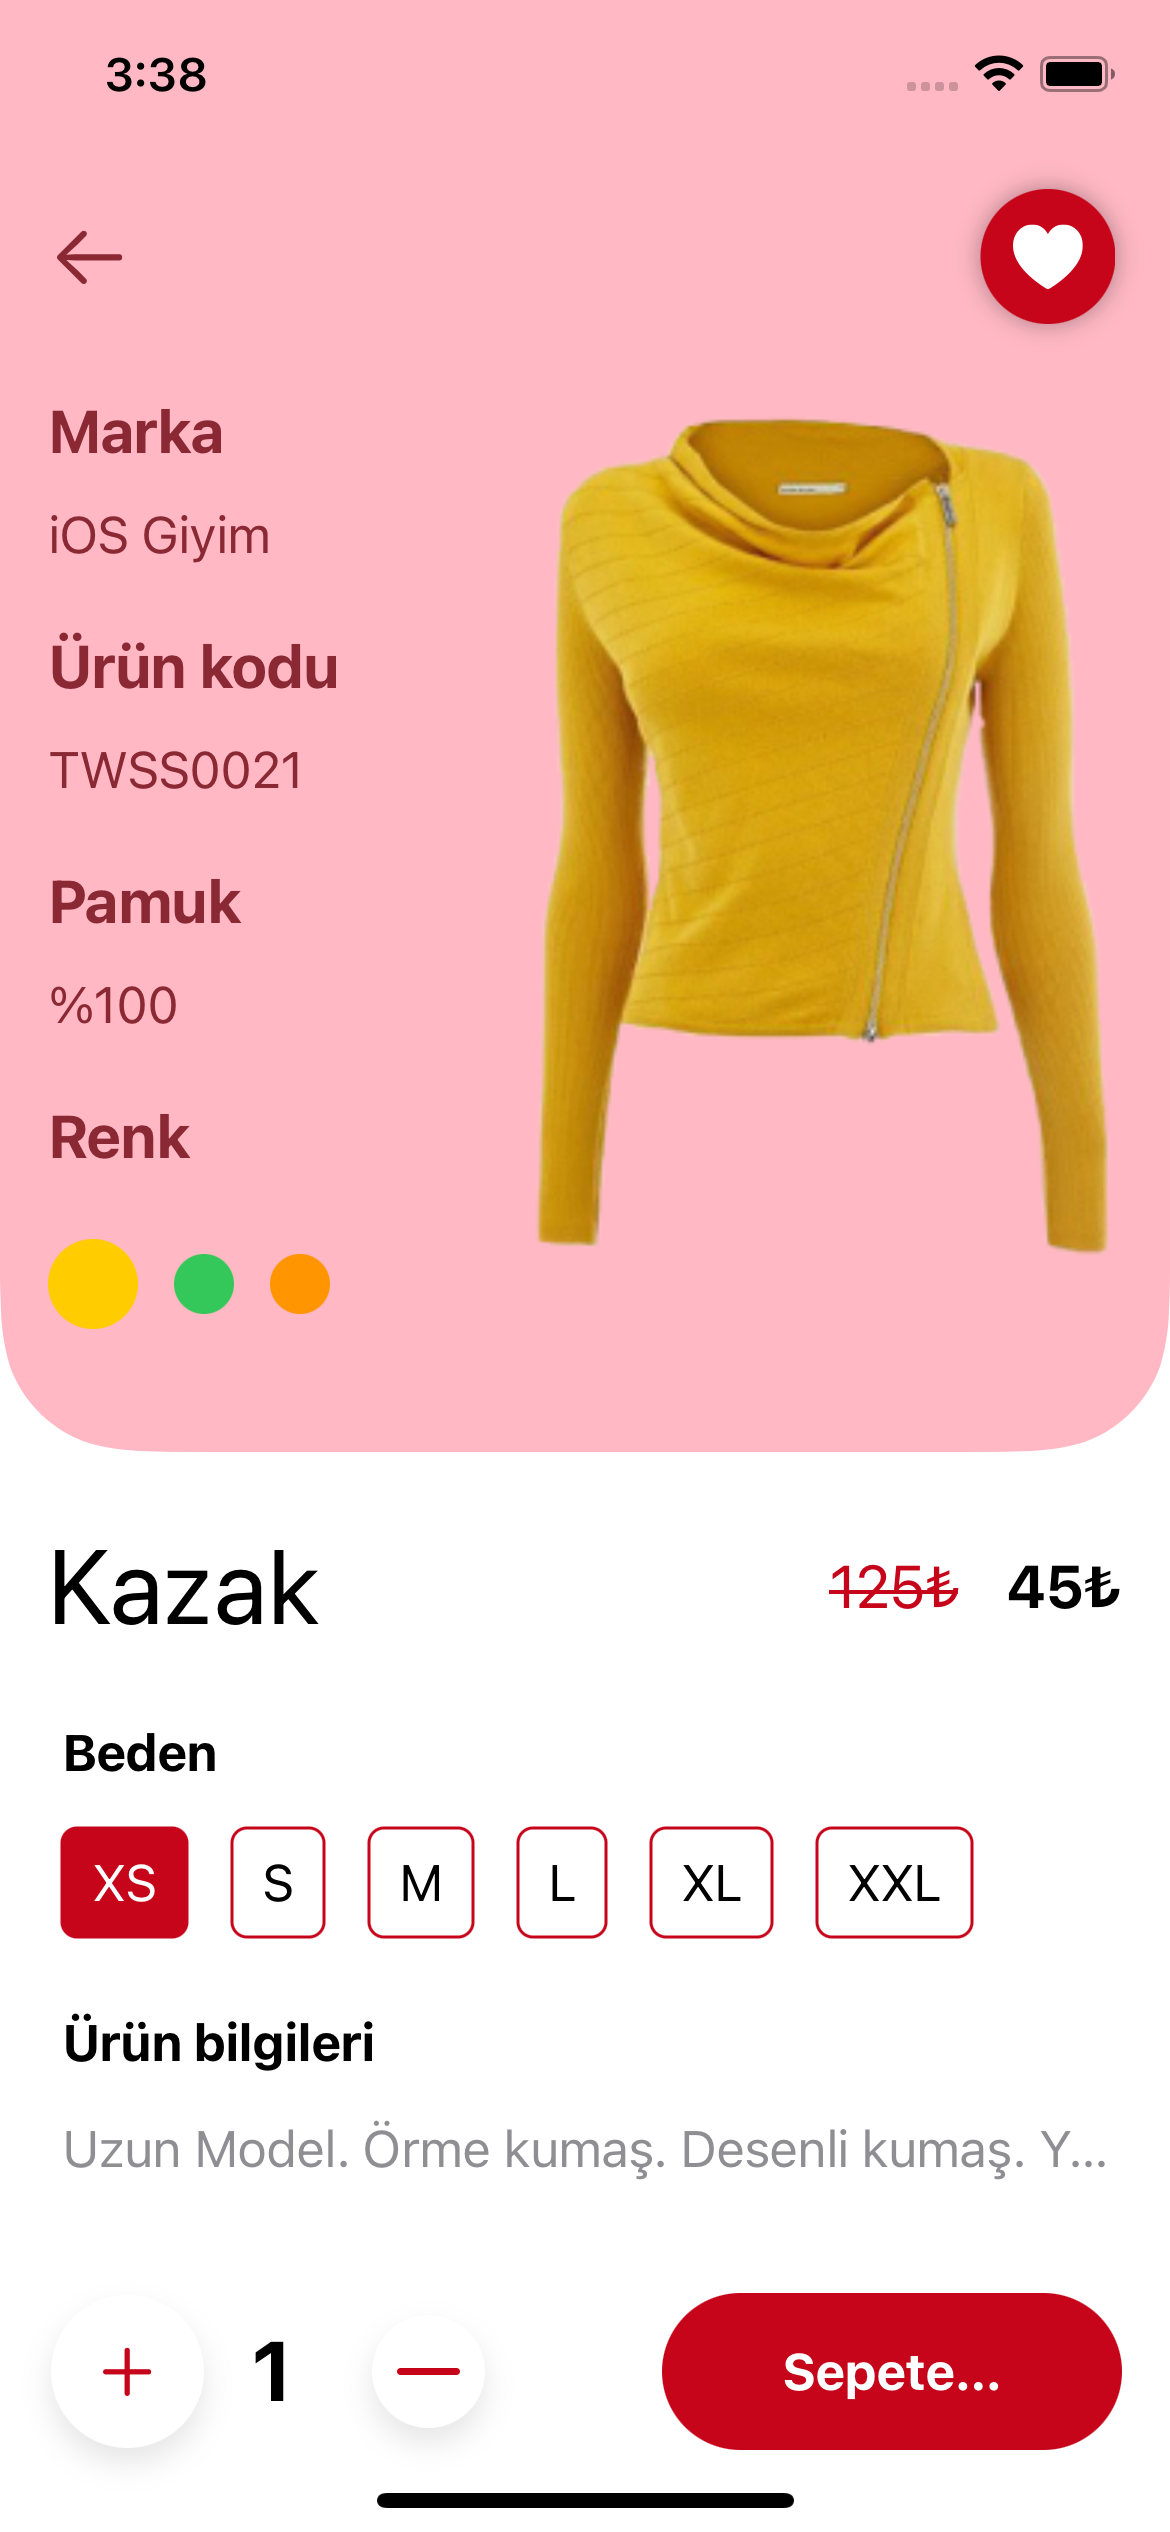 3:38
Marka
iOS Giyim
Ürün kodu
TWSS0021
Pamuk
%100
Renk
Kazak 125₺ 45₺
Beden
XS S M L XL XXL
Ürün bilgileri
Uzun Model. Örme kumaş. Desenli kumaş. Y...
+ 1 − Sepete...